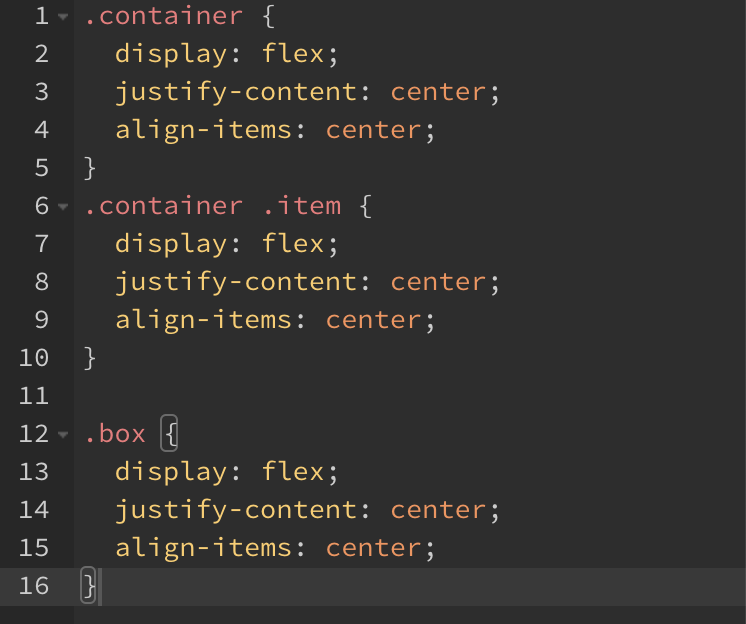 1 .container {
2   display: flex;
3   justify-content: center;
4   align-items: center;
5 }
6 .container .item {
7   display: flex;
8   justify-content: center;
9   align-items: center;
10 }
11
12 .box {
13   display: flex;
14   justify-content: center;
15   align-items: center;
16 }